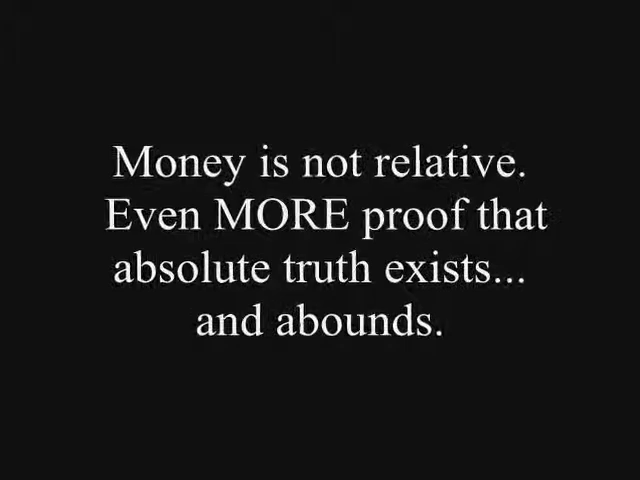 Money is not relative.
Even MORE proof that
absolute truth exists...
and abounds.